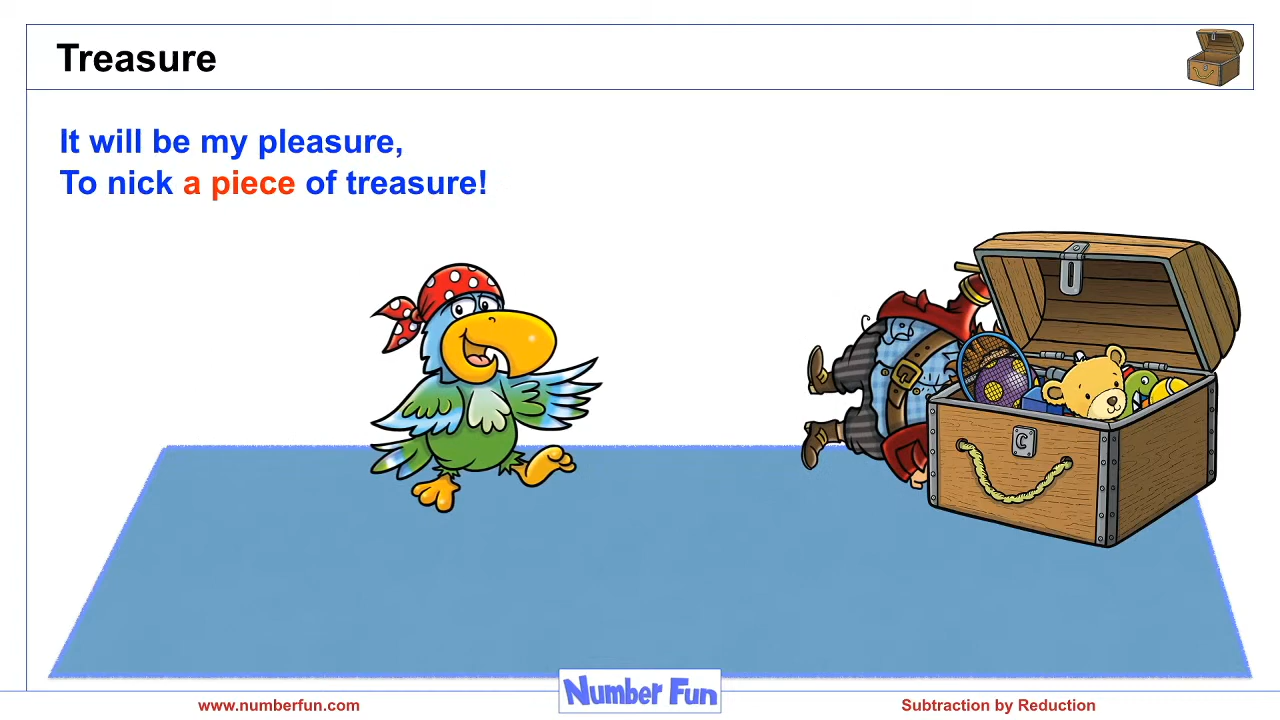 Treasure
It will be my pleasure,
To nick a piece of treasure!
C
Number Fun
www.numberfun.com
Subtraction by Reduction